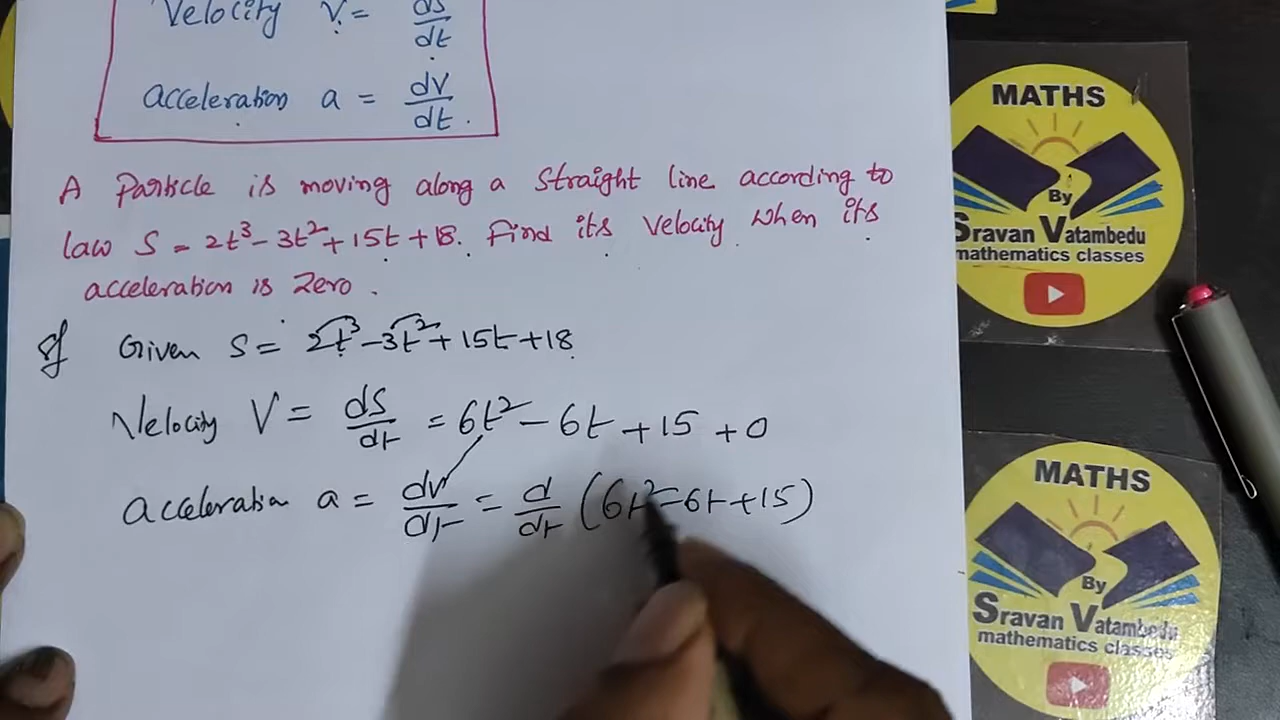 Velocity V = ds/dt
acceleration a = dv/dt.
A Particle is moving along a straight line according to
law S = 2t³ - 3t² + 15t + 18. Find its velocity when its
acceleration is zero.
Given S = 2t³ - 3t² + 15t + 18.
Velocity V = dS/dt = 6t² - 6t + 15 + 0
acceleration a = dv/dt = d/dt (6t² - 6t + 15)
MATHS
By
Sravan Vatambedu
mathematics classes
MATHS
By
Sravan Vatambedu
mathematics classes